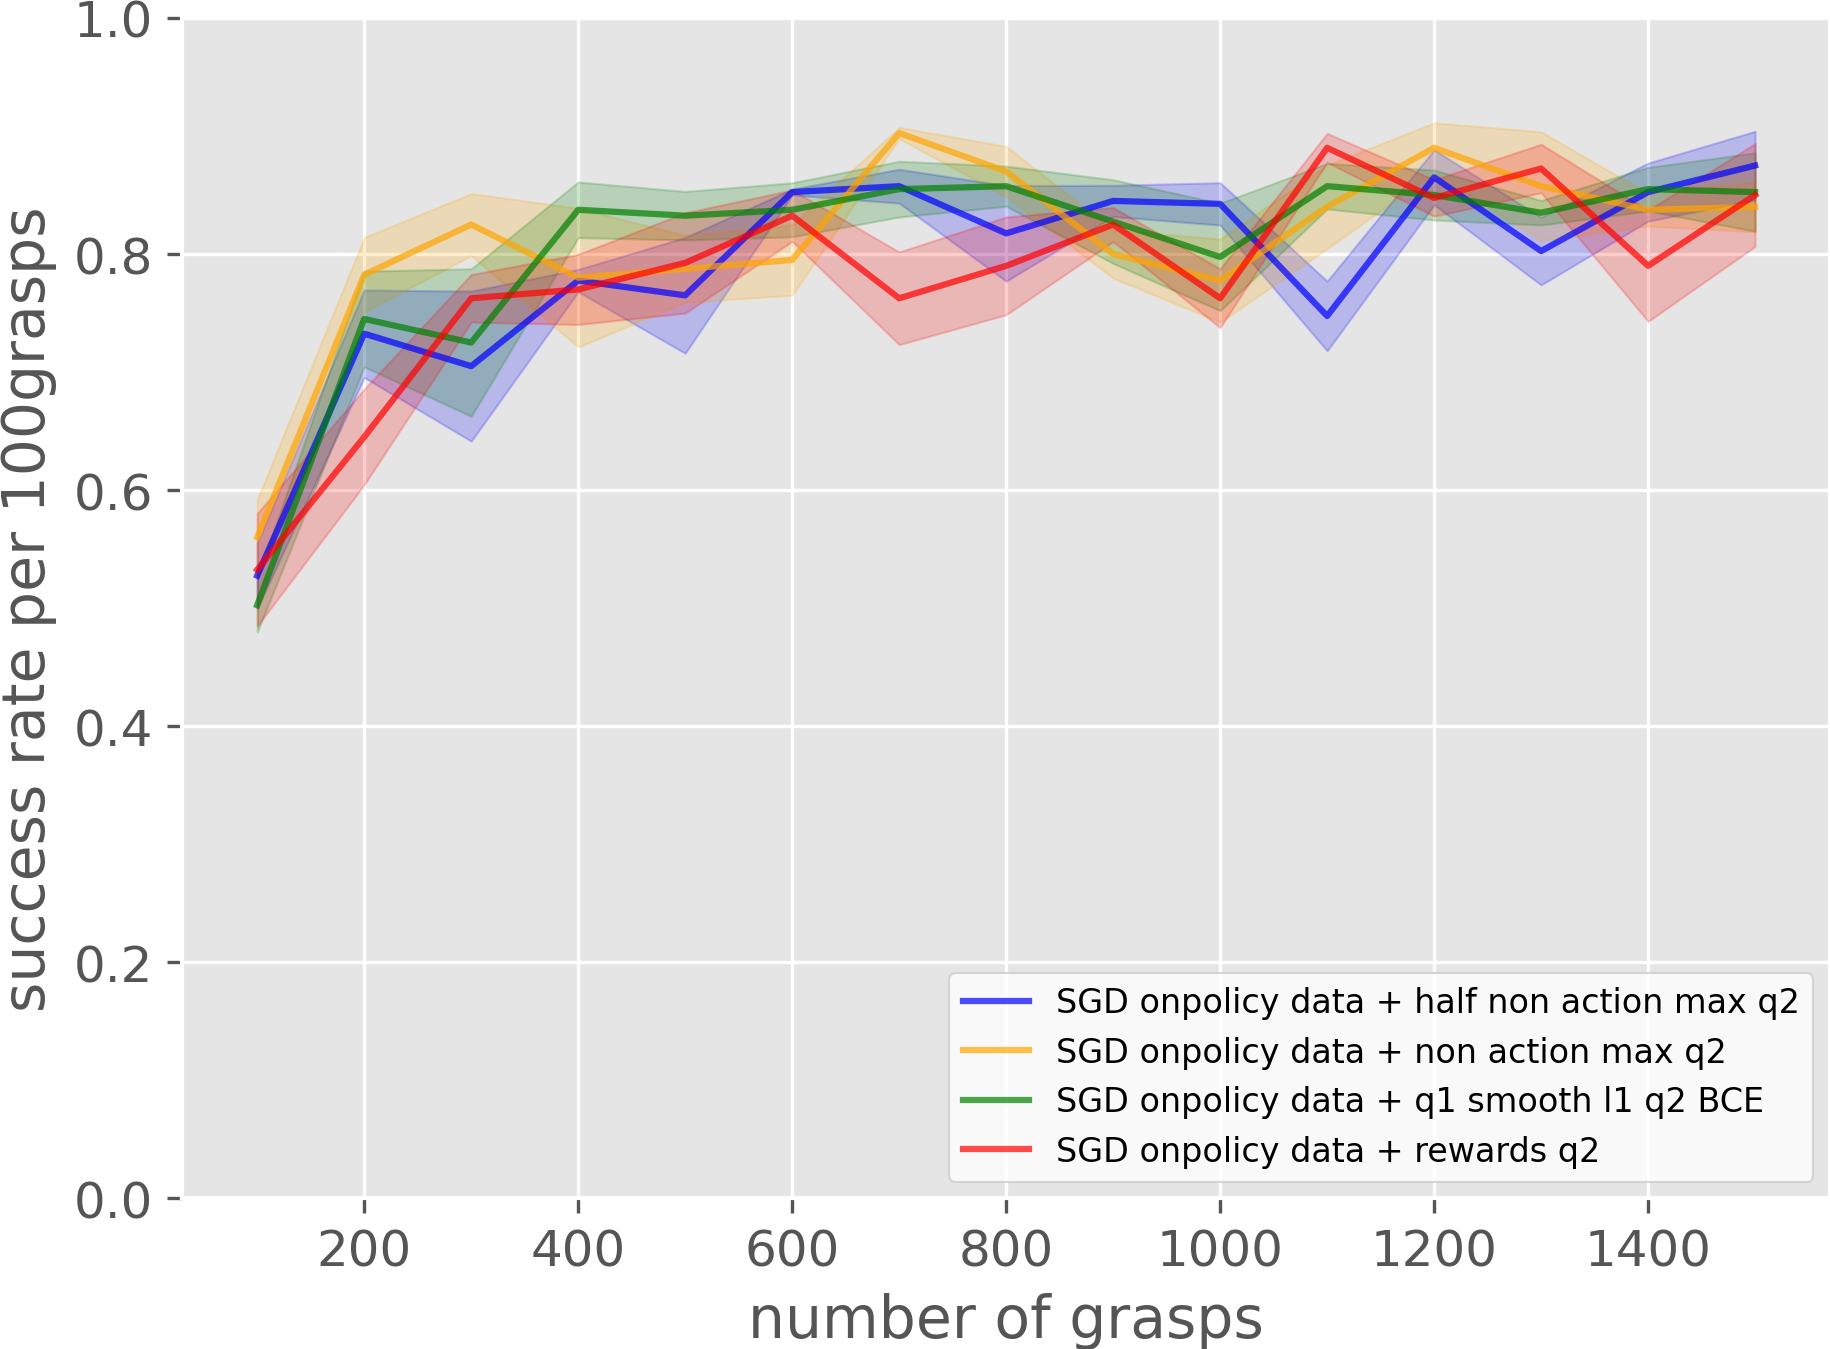 success rate per 100grasps
1.0
0.8
0.6
0.4
0.2
0.0
SGD onpolicy data + half non action max q2
SGD onpolicy data + non action max q2
SGD onpolicy data + q1 smooth l1 q2 BCE
SGD onpolicy data + rewards q2
200 400 600 800 1000 1200 1400
number of grasps